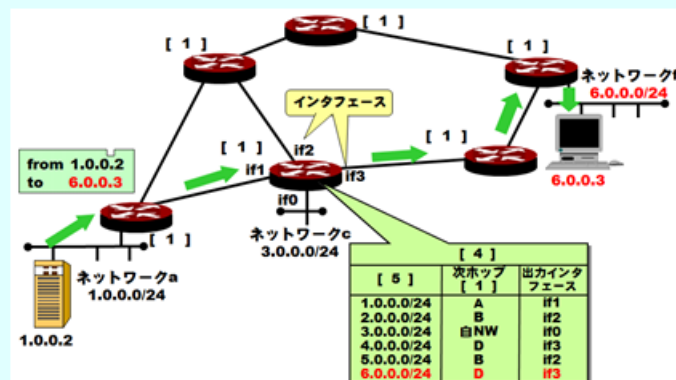 [ 1 ]
[ 1 ]
[ 1 ]
ネットワークf
6.0.0.0/24
インタフェース
from 1.0.0.2
to 6.0.0.3
[ 1 ]
if2
[ 1 ]
if1
if3
6.0.0.3
if0
[ 1 ]
ネットワークc
3.0.0.0/24
ネットワークa
1.0.0.0/24
1.0.0.2
[ 4 ]
[ 5 ] 次ホップ [ 1 ] 出力インタフェース
1.0.0.0/24 A if1
2.0.0.0/24 B if2
3.0.0.0/24 自NW if0
4.0.0.0/24 D if3
5.0.0.0/24 B if2
6.0.0.0/24 D if3